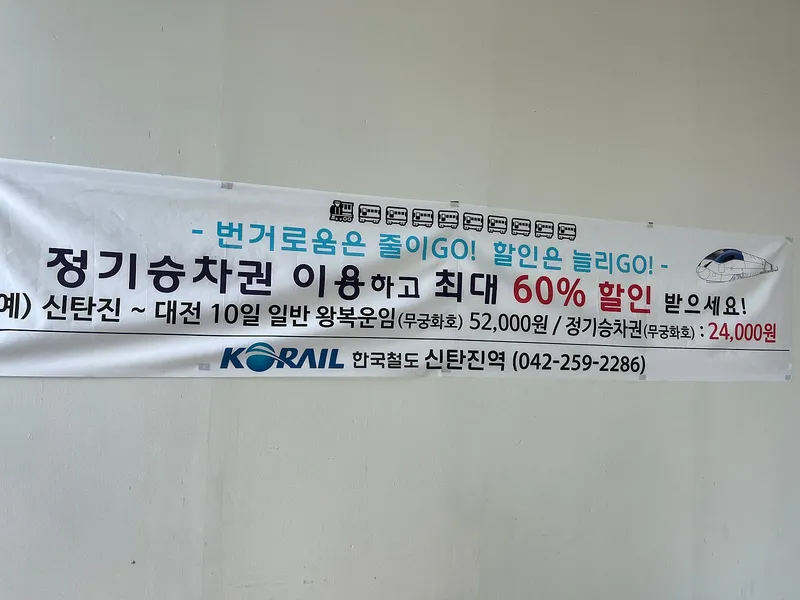 - 번거로움은 줄이GO! 할인은 늘리GO! -
정기승차권 이용하고 최대 60% 할인 받으세요!
예) 신탄진 ~ 대전 10일 일반 왕복운임(무궁화호) 52,000원 / 정기승차권(무궁화호) : 24,000원
KORAIL 한국철도 신탄진역 (042-259-2286)